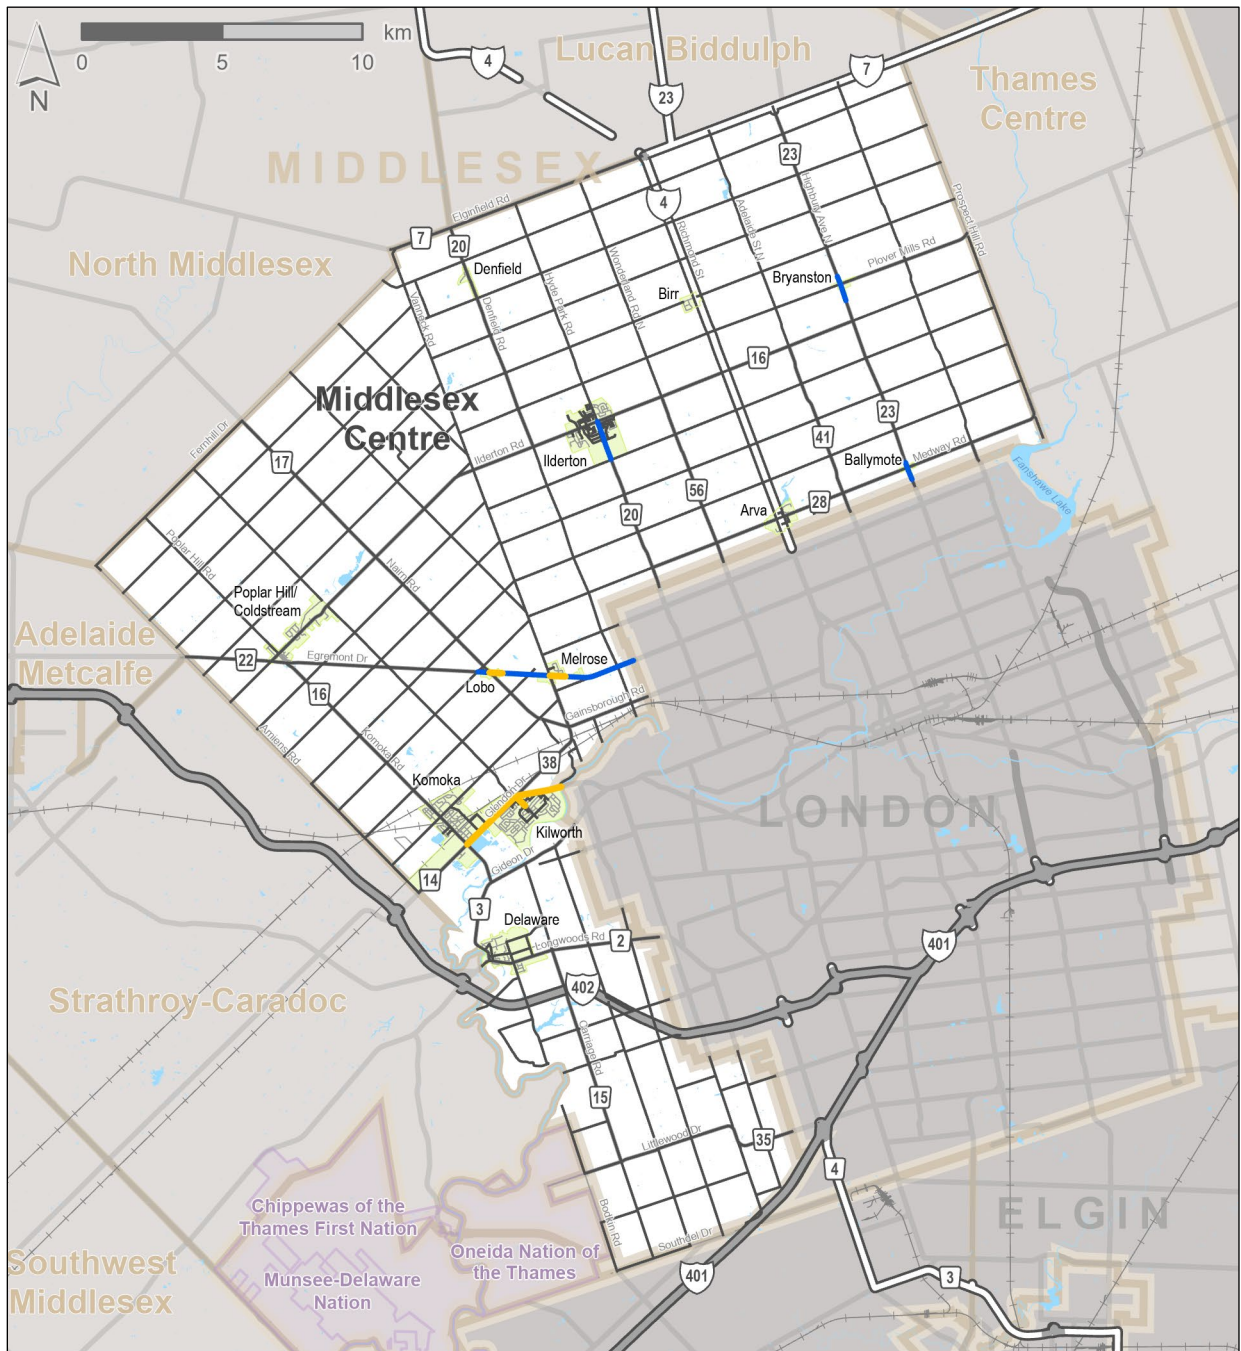 km
0 5 10
N
4
23
7
Lucan Biddulph
Thames
Centre
MIDDLESEX
23
4
Elginfield Rd
7
20
Prospect Hill Rd
Highbury Ave N
Adelaide St N
Richmond St
Plover Mills Rd
North Middlesex
Denfield
Bryanston
Birr
Wonderland Rd N
Hyde Park Rd
Denfield Rd
Vanneck Rd
16
Middlesex
Centre
Fernhill Dr
23
41
Ilderton Rd
Ilderton
Ballymote
Medway Rd
Fanshawe Lake
17
56
28
20
Arva
Poplar Hill Rd
Nairn Rd
Poplar Hill/
Coldstream
Adelaide
Metcalfe
22
Egremont Dr
Melrose
Lobo
16
Gainsborough Rd
Amiens Rd
Komoka Rd
38
Komoka
Glendon Dr
LONDON
Kilworth
Gideon Dr
14
3
Delaware
Longwoods Rd
2
401
402
Strathroy-Caradoc
Carriage Rd
15
Littlewood Dr
35
4
Chippewas of the
Thames First Nation
Bodkin Rd
ELGIN
Southdel Dr
Oneida Nation of
the Thames
Southwest
Middlesex
Munsee-Delaware
Nation
401
3